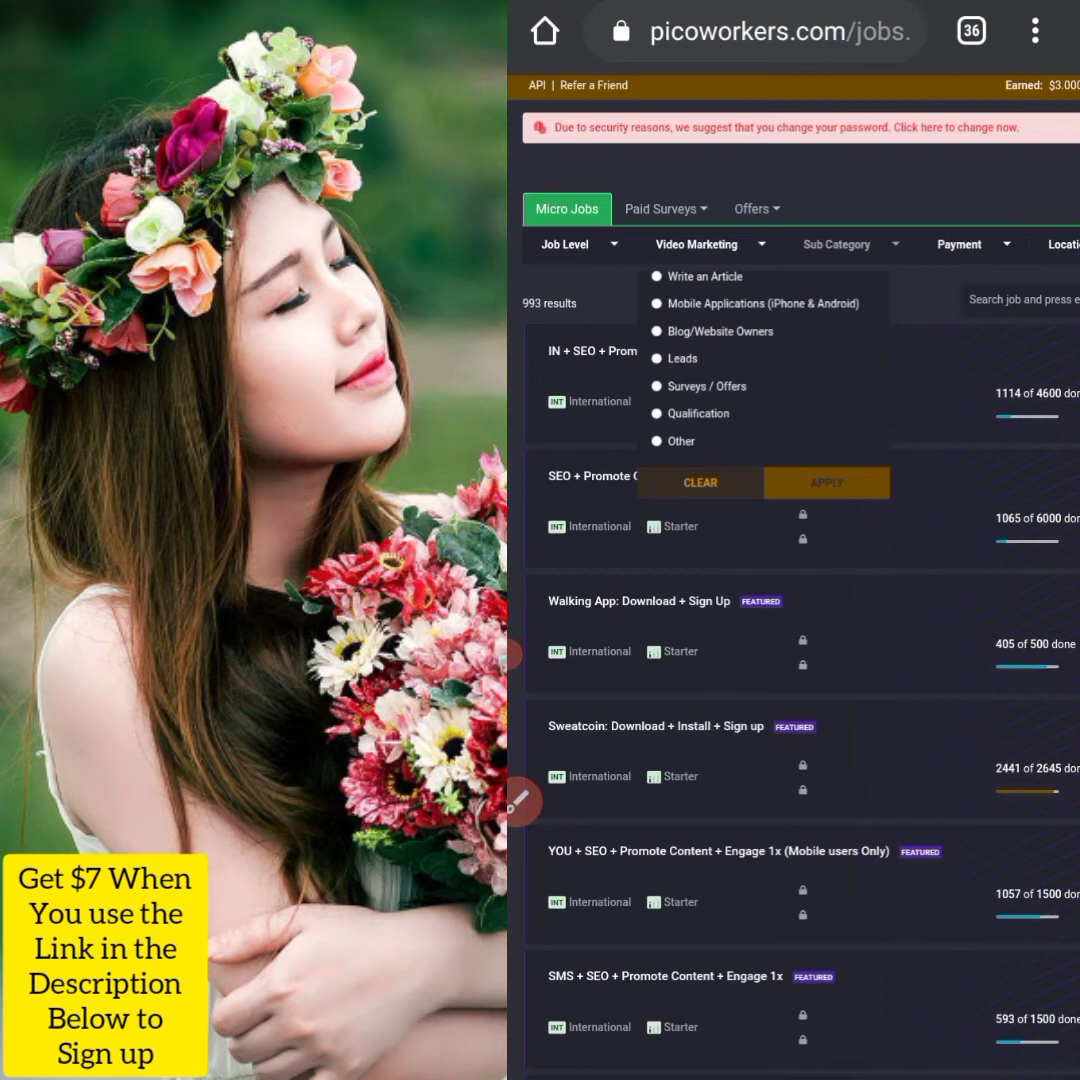 Get $7 When
You use the
Link in the
Description
Below to
Sign up
picoworkers.com/jobs.
36
API | Refer a Friend
Earned: $3.000
Due to security reasons, we suggest that you change your password. Click here to change now.
Micro Jobs Paid Surveys Offers
Job Level Video Marketing Sub Category Payment
Write an Article
993 results
Mobile Applications (iPhone & Android)
Search job and press
Blog/Website Owners
IN + SEO +
Leads
Surveys / Offers
1114 of 4600
INT International
Qualification
Other
SEO + Promote
CLEAR APPLY
1065 of 6000
INT International Starter
Walking App: Download + Sign Up FEATURED
405 of 500 done
INT International Starter
Sweatcoin: Download + Install + Sign up FEATURED
2441 of 2645
INT International Starter
YOU + SEO + Promote Content + Engage 1x (Mobile users Only) FEATURED
1057 of 1500
INT International Starter
SMS + SEO + Promote Content + Engage 1x FEATURED
593 of 1500 done
INT International Starter